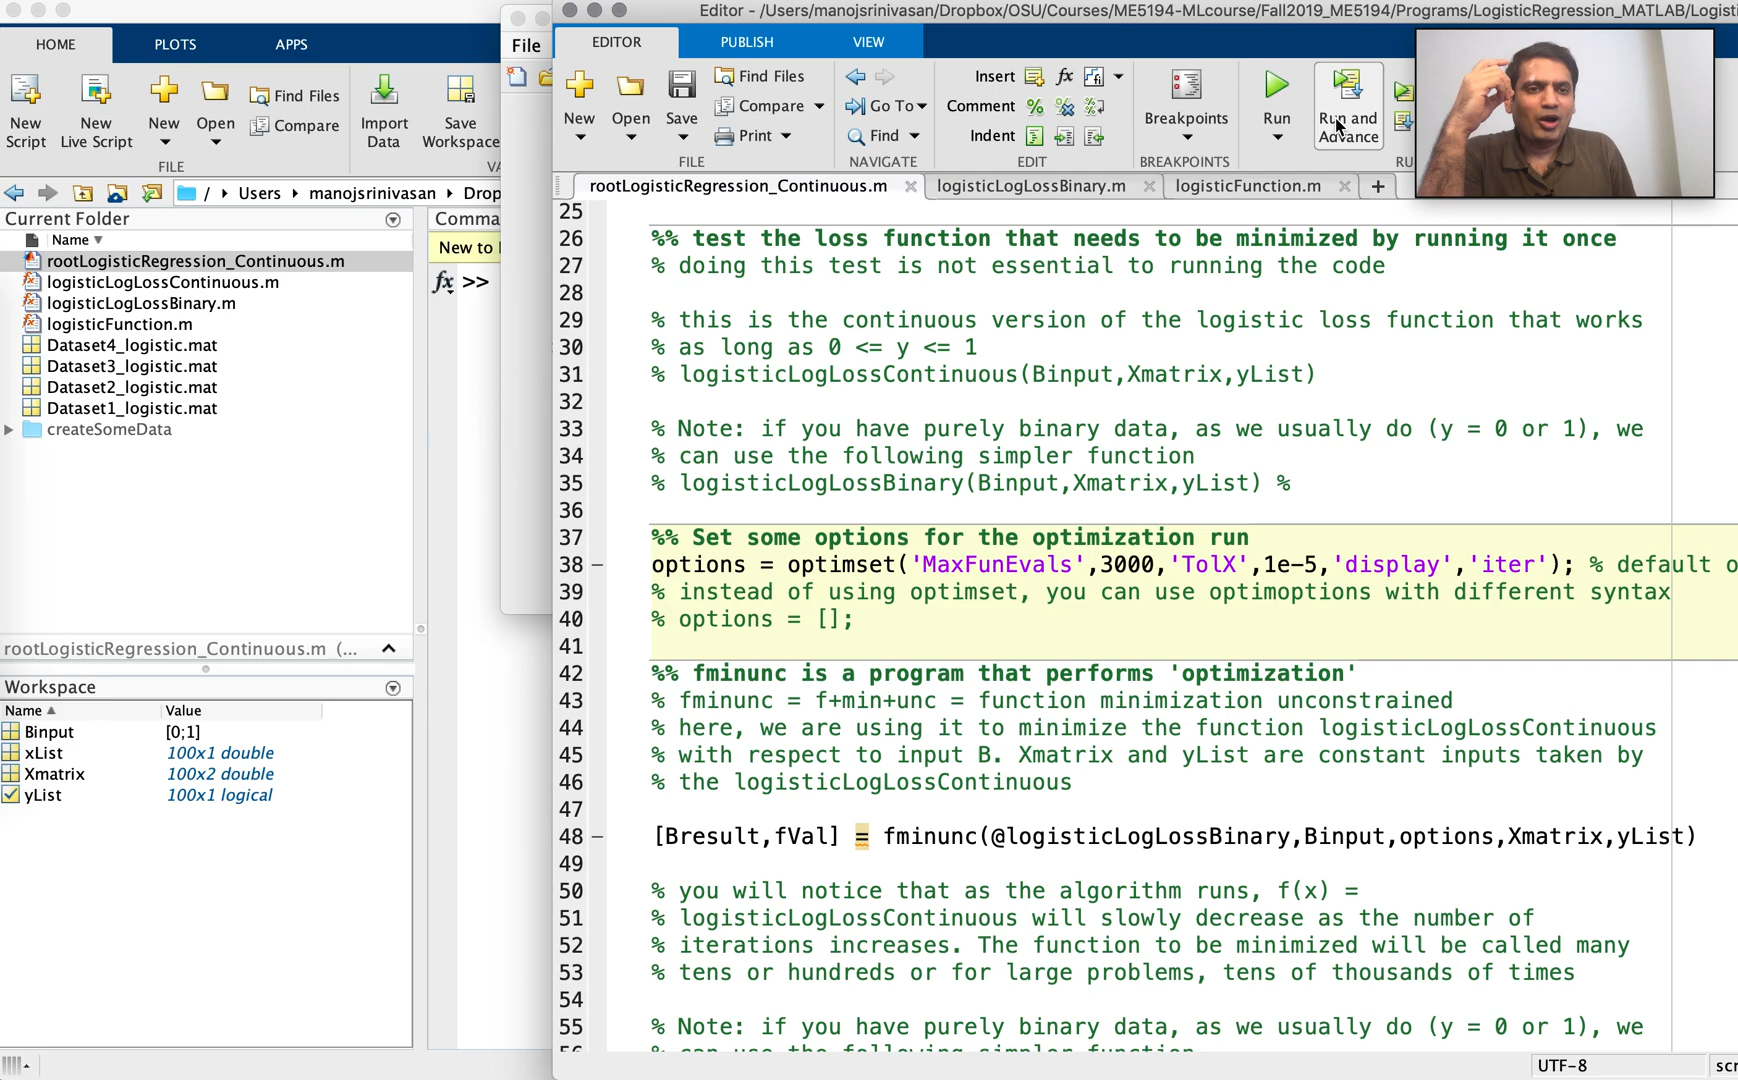 HOME
PLOTS
APPS
New Script
New Live Script
New
Open
Find Files
Compare
Import Data
Save Workspace
FILE
VA
/ Users manojsrinivasan Drop
Current Folder
Name
rootLogisticRegression_Continuous.m
logisticLogLossContinuous.m
logisticLogLossBinary.m
logisticFunction.m
Dataset4_logistic.mat
Dataset3_logistic.mat
Dataset2_logistic.mat
Dataset1_logistic.mat
createSomeData
rootLogisticRegression_Continuous.m (...
Workspace
Name Value
Binput [0;1]
xList 100x1 double
Xmatrix 100x2 double
yList 100x1 logical
File
Comma
New to
fx >>
Editor - /Users/manojsrinivasan/Dropbox/OSU/Courses/ME5194-MLcourse/Fall2019_ME5194/Programs/LogisticRegression_MATLAB/Logisti
EDITOR
PUBLISH
VIEW
New
Open
Save
Find Files
Compare
Print
FILE
Go To
Find
NAVIGATE
Insert fx
Comment
Indent
EDIT
Breakpoints
BREAKPOINTS
Run
Run and Advance
RU
rootLogisticRegression_Continuous.m
logisticLogLossBinary.m
logisticFunction.m
25
26 %% test the loss function that needs to be minimized by running it once
27 % doing this test is not essential to running the code
28
29 % this is the continuous version of the logistic loss function that works
30 % as long as 0 <= y <= 1
31 % logisticLogLossContinuous(Binput,Xmatrix,yList)
32
33 % Note: if you have purely binary data, as we usually do (y = 0 or 1), we
34 % can use the following simpler function
35 % logisticLogLossBinary(Binput,Xmatrix,yList) %
36
37 %% Set some options for the optimization run
38 – options = optimset('MaxFunEvals',3000,'TolX',1e-5,'display','iter'); % default o
39 % instead of using optimset, you can use optimoptions with different syntax
40 % options = [];
41
42 %% fminunc is a program that performs 'optimization'
43 % fminunc = f+min+unc = function minimization unconstrained
44 % here, we are using it to minimize the function logisticLogLossContinuous
45 % with respect to input B. Xmatrix and yList are constant inputs taken by
46 % the logisticLogLossContinuous
47
48 – [Bresult,fVal] = fminunc(@logisticLogLossBinary,Binput,options,Xmatrix,yList)
49
50 % you will notice that as the algorithm runs, f(x) =
51 % logisticLogLossContinuous will slowly decrease as the number of
52 % iterations increases. The function to be minimized will be called many
53 % tens or hundreds or for large problems, tens of thousands of times
54
55 % Note: if you have purely binary data, as we usually do (y = 0 or 1), we
56 % can use the following simpler function
UTF-8
scr